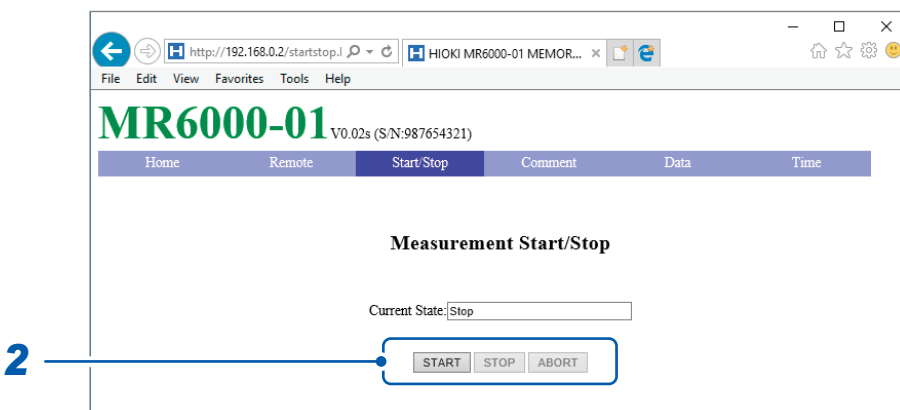 http://192.168.0.2/startstop.l
HIOKI MR6000-01 MEMOR...
File Edit View Favorites Tools Help
MR6000-01 V0.02s (S/N:987654321)
Home Remote Start/Stop Comment Data Time
Measurement Start/Stop
Current State: Stop
2
START STOP ABORT